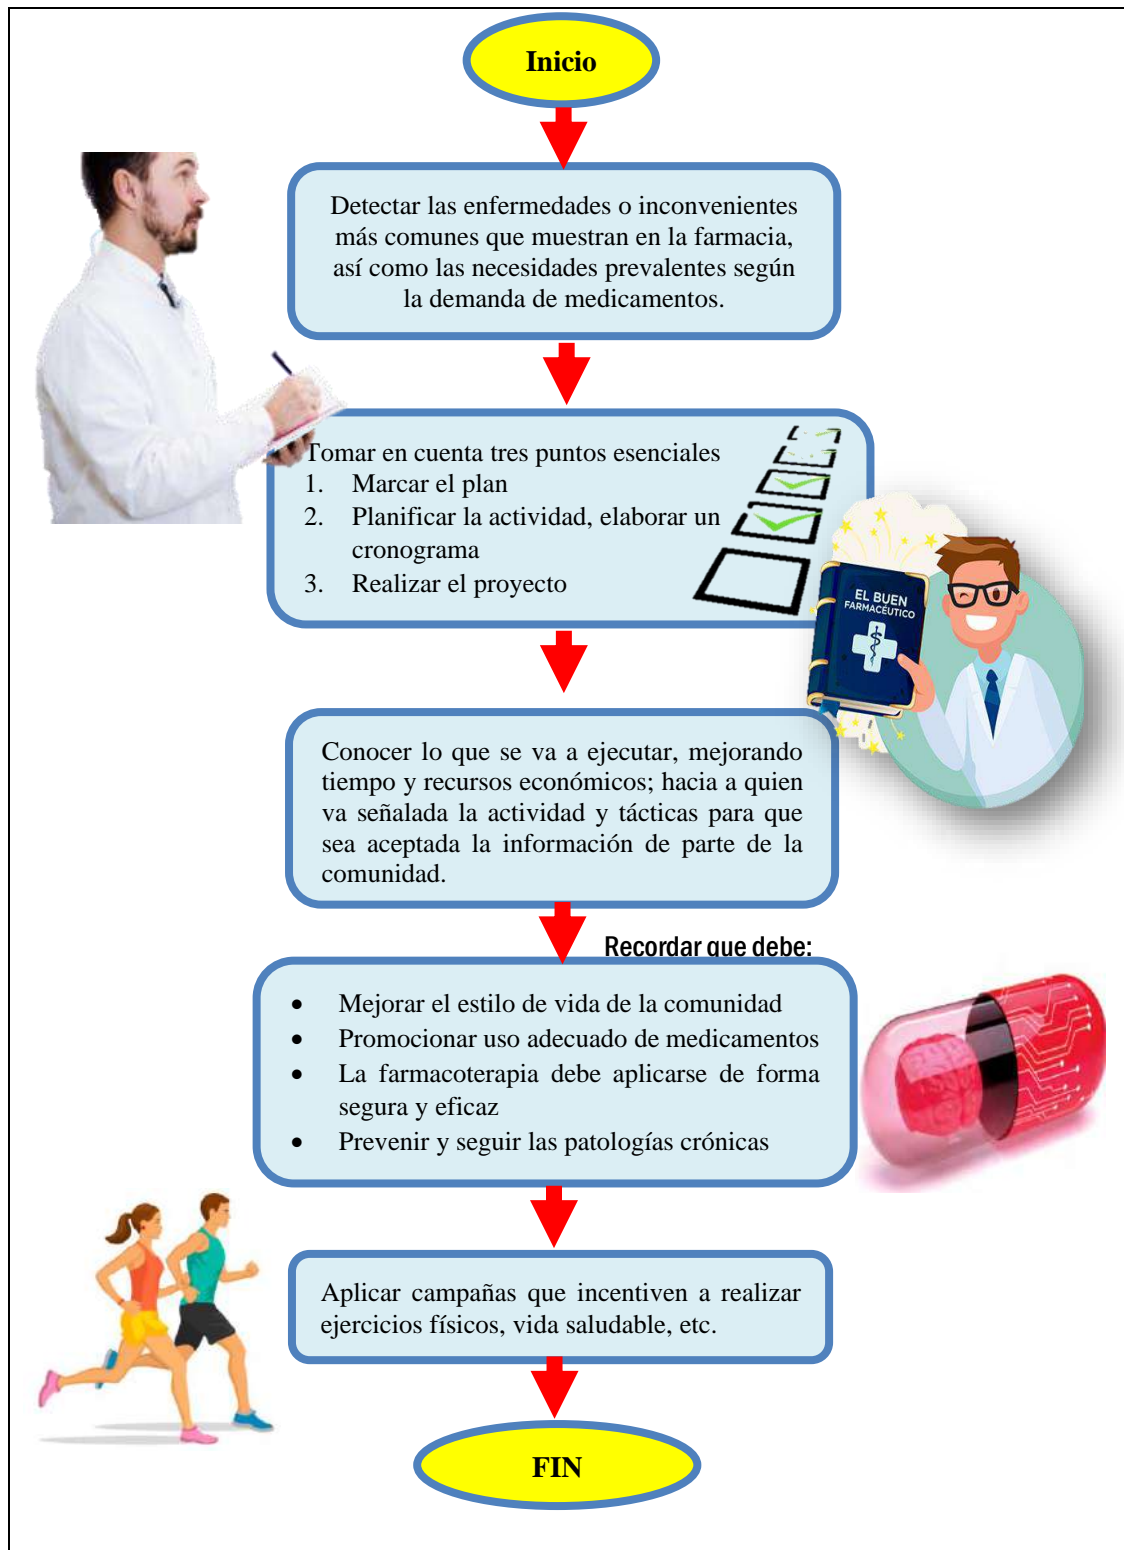 Inicio
Detectar las enfermedades o inconvenientes
más comunes que muestran en la farmacia,
así como las necesidades prevalentes según
la demanda de medicamentos.
Tomar en cuenta tres puntos esenciales
1. Marcar el plan
2. Planificar la actividad, elaborar un
cronograma
3. Realizar el proyecto
EL BUEN
FARMACÉUTICO
Conocer lo que se va a ejecutar, mejorando
tiempo y recursos económicos; hacia a quien
va señalada la actividad y tácticas para que
sea aceptada la información de parte de la
comunidad.
Recordar que debe:
• Mejorar el estilo de vida de la comunidad
• Promocionar uso adecuado de medicamentos
• La farmacoterapia debe aplicarse de forma
segura y eficaz
• Prevenir y seguir las patologías crónicas
Aplicar campañas que incentiven a realizar
ejercicios físicos, vida saludable, etc.
FIN